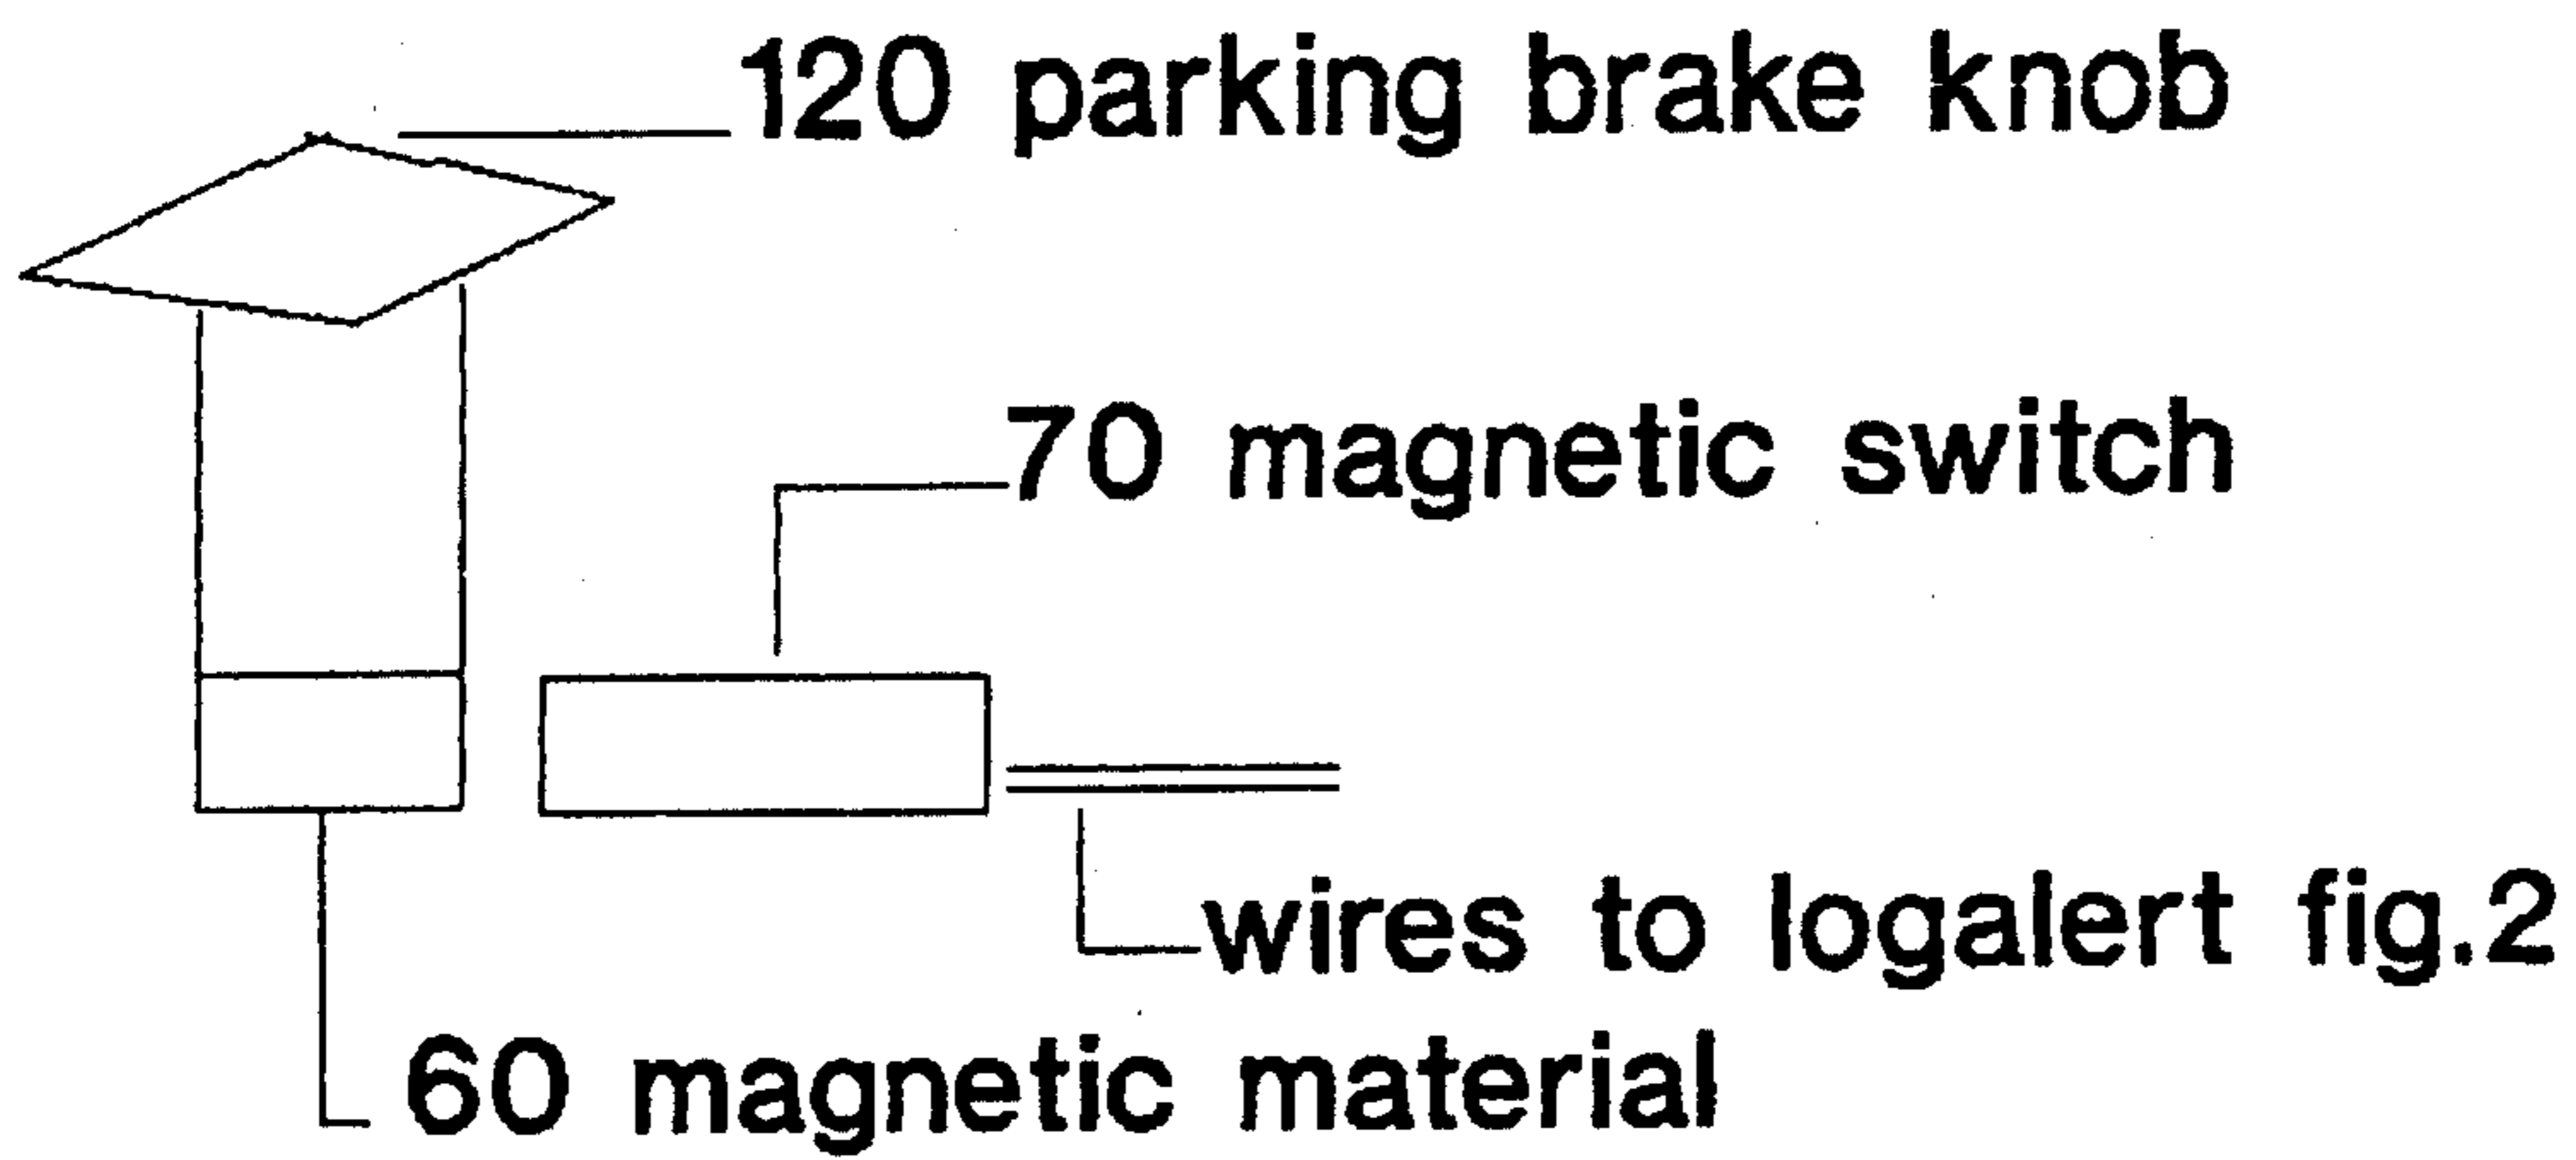 120 parking brake knob
70 magnetic switch
wires to logalert fig.2
60 magnetic material